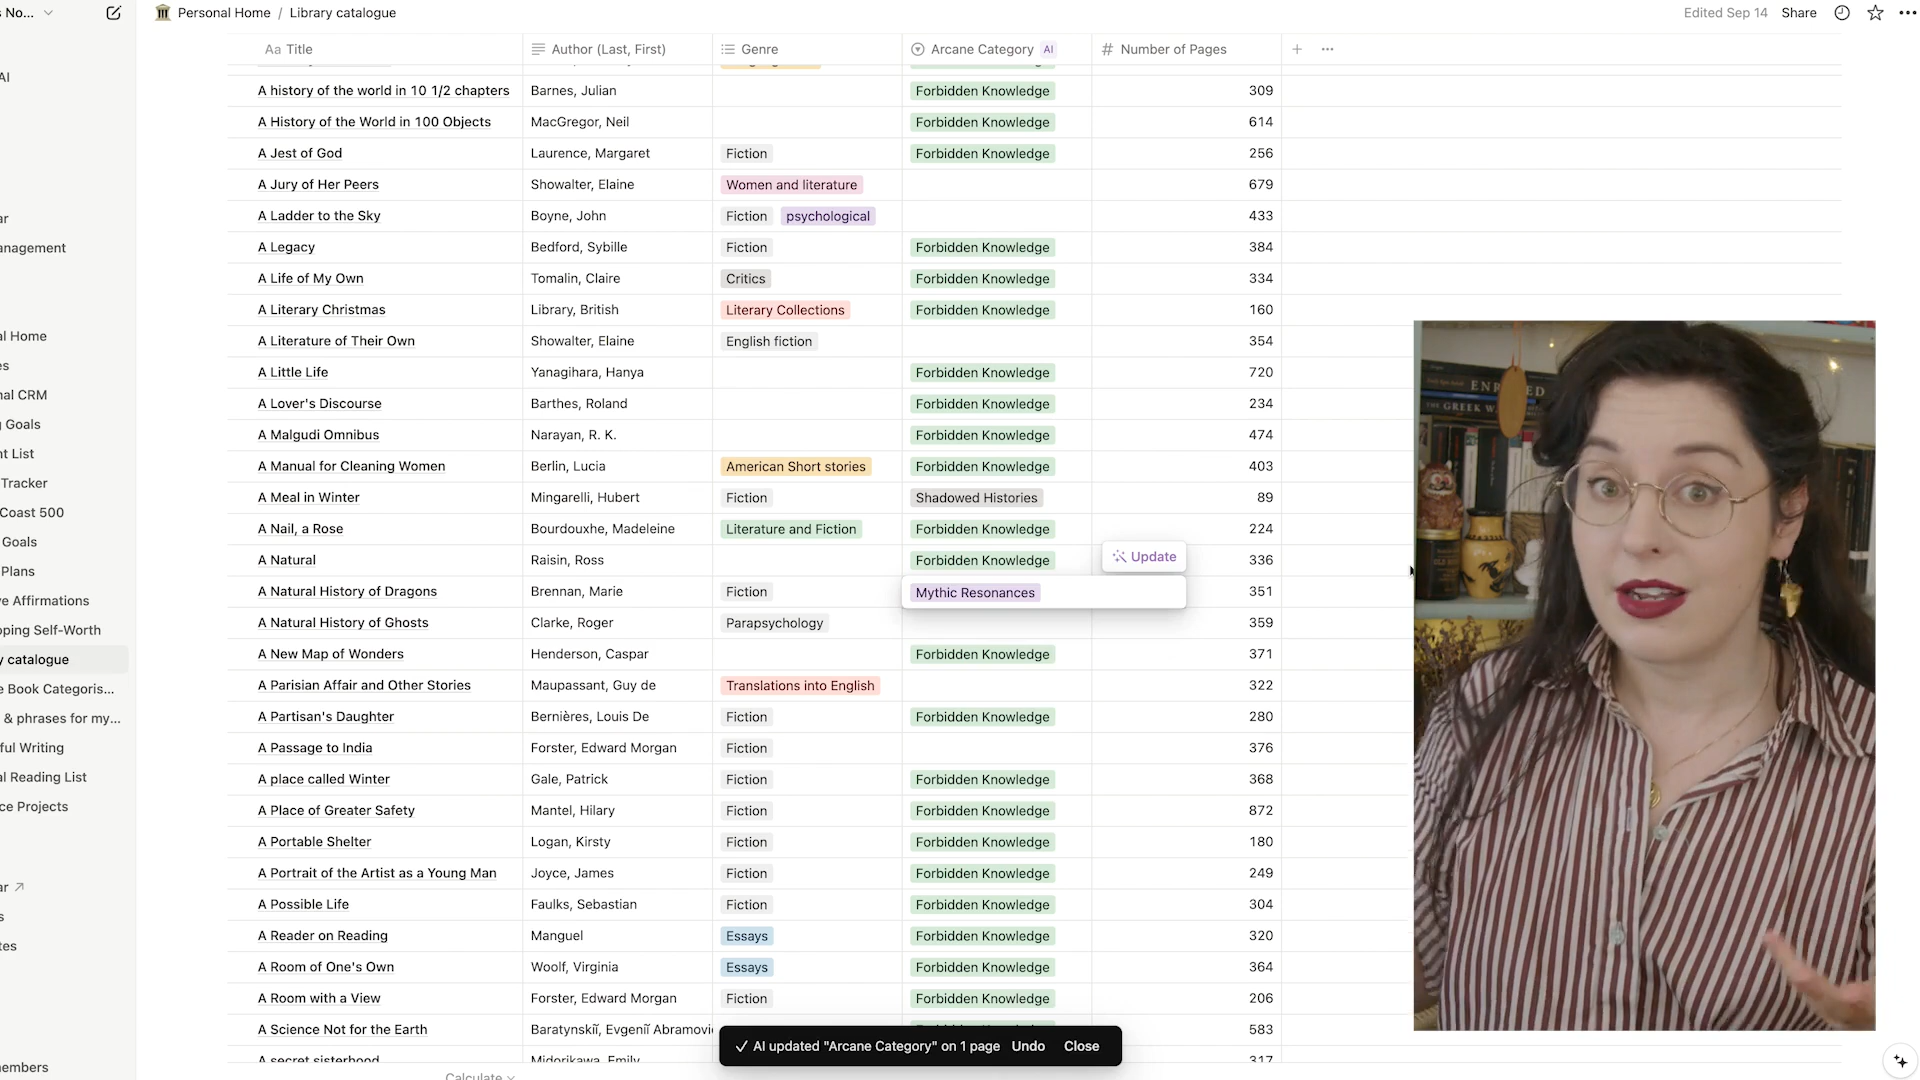 s No...
Personal Home / Library catalogue
Edited Sep 14 Share
Aa Title Author (Last, First) Genre Arcane Category AI # Number of Pages + ...
A history of the world in 10 1/2 chapters Barnes, Julian Forbidden Knowledge 309
A History of the World in 100 Objects MacGregor, Neil Forbidden Knowledge 614
A Jest of God Laurence, Margaret Fiction Forbidden Knowledge 256
A Jury of Her Peers Showalter, Elaine Women and literature 679
A Ladder to the Sky Boyne, John Fiction psychological 433
A Legacy Bedford, Sybille Fiction Forbidden Knowledge 384
A Life of My Own Tomalin, Claire Critics Forbidden Knowledge 334
A Literary Christmas Library, British Literary Collections Forbidden Knowledge 160
A Literature of Their Own Showalter, Elaine English fiction 354
A Little Life Yanagihara, Hanya Forbidden Knowledge 720
A Lover's Discourse Barthes, Roland Forbidden Knowledge 234
A Malgudi Omnibus Narayan, R. K. Forbidden Knowledge 474
A Manual for Cleaning Women Berlin, Lucia American Short stories Forbidden Knowledge 403
A Meal in Winter Mingarelli, Hubert Fiction Shadowed Histories 89
A Nail, a Rose Bourdouxhe, Madeleine Literature and Fiction Forbidden Knowledge 224
A Natural Raisin, Ross Forbidden Knowledge Update 336
A Natural History of Dragons Brennan, Marie Fiction Mythic Resonances 351
A Natural History of Ghosts Clarke, Roger Parapsychology 359
A New Map of Wonders Henderson, Caspar Forbidden Knowledge 371
A Parisian Affair and Other Stories Maupassant, Guy de Translations into English 322
A Partisan's Daughter Bernières, Louis De Fiction Forbidden Knowledge 280
A Passage to India Forster, Edward Morgan Fiction 376
A place called Winter Gale, Patrick Fiction Forbidden Knowledge 368
A Place of Greater Safety Mantel, Hilary Fiction Forbidden Knowledge 872
A Portable Shelter Logan, Kirsty Fiction Forbidden Knowledge 180
A Portrait of the Artist as a Young Man Joyce, James Fiction Forbidden Knowledge 249
A Possible Life Faulks, Sebastian Fiction Forbidden Knowledge 304
A Reader on Reading Manguel Essays Forbidden Knowledge 320
A Room of One's Own Woolf, Virginia Essays Forbidden Knowledge 364
A Room with a View Forster, Edward Morgan Fiction Forbidden Knowledge 206
A Science Not for the Earth Baratynskiĭ, Evgeniĭ Abramovi 583
A secret sisterhood Midorikawa, Emily 317
Calculate
AI updated "Arcane Category" on 1 page Undo Close
AI
ar
anagement
al Home
es
nal CRM
g Goals
nt List
Tracker
Coast 500
Goals
Plans
ve Affirmations
pping Self-Worth
y catalogue
e Book Categoris...
& phrases for my...
ful Writing
al Reading List
ce Projects
ar
s
tes
embers
GREEK